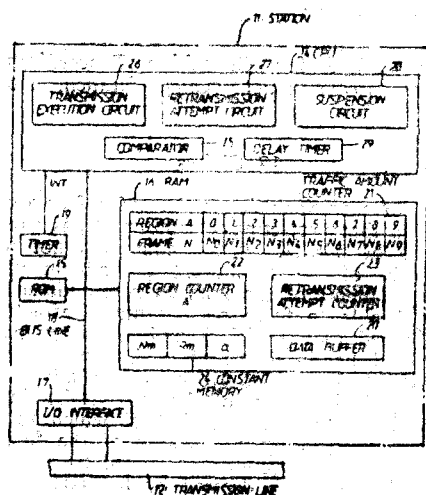 11 STATION
14 CPU
26 27 28
TRANSMISSION EXECUTION CIRCUIT
RETRANSMISSION ATTEMPT CIRCUIT
SUSPENSION CIRCUIT
COMPARATOR 25 DELAY TIMER 29
INT
16 RAM
TRAFFIC AMOUNT COUNTER 21
19
TIMER
REGION A 0 1 2 3 4 5 6 7 8 9
FRAME N N0 N1 N2 N3 N4 N5 N6 N7 N8 N9
15
ROM
22 23
REGION COUNTER A'
RETRANSMISSION ATTEMPT COUNTER
18
BUS LINE
20
DATA BUFFER
Nm Rm α
24 CONSTANT MEMORY
17
I/O INTERFACE
12 TRANSMISSION LINE